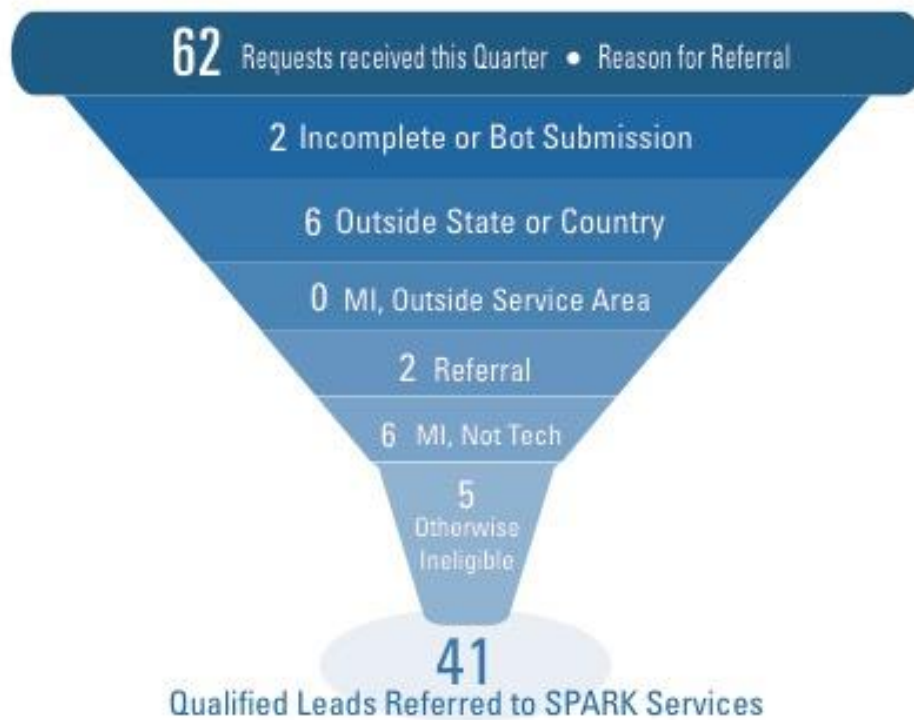 62 Requests received this Quarter • Reason for Referral
2 Incomplete or Bot Submission
6 Outside State or Country
0 MI, Outside Service Area
2 Referral
6 MI, Not Tech
5
Otherwise
Ineligible
41
Qualified Leads Referred to SPARK Services